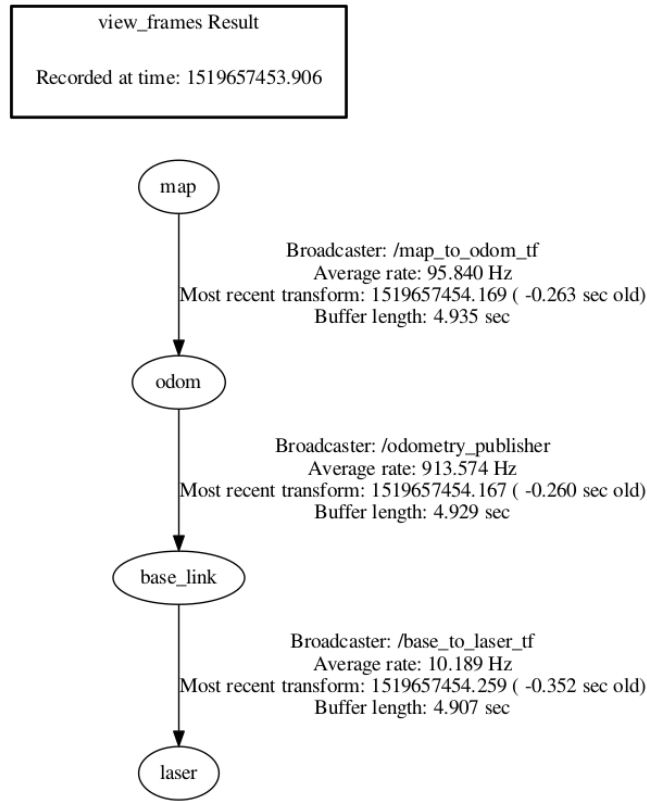 view_frames Result
Recorded at time: 1519657453.906
map
Broadcaster: /map_to_odom_tf
Average rate: 95.840 Hz
Most recent transform: 1519657454.169 ( -0.263 sec old)
Buffer length: 4.935 sec
odom
Broadcaster: /odometry_publisher
Average rate: 913.574 Hz
Most recent transform: 1519657454.167 ( -0.260 sec old)
Buffer length: 4.929 sec
base_link
Broadcaster: /base_to_laser_tf
Average rate: 10.189 Hz
Most recent transform: 1519657454.259 ( -0.352 sec old)
Buffer length: 4.907 sec
laser